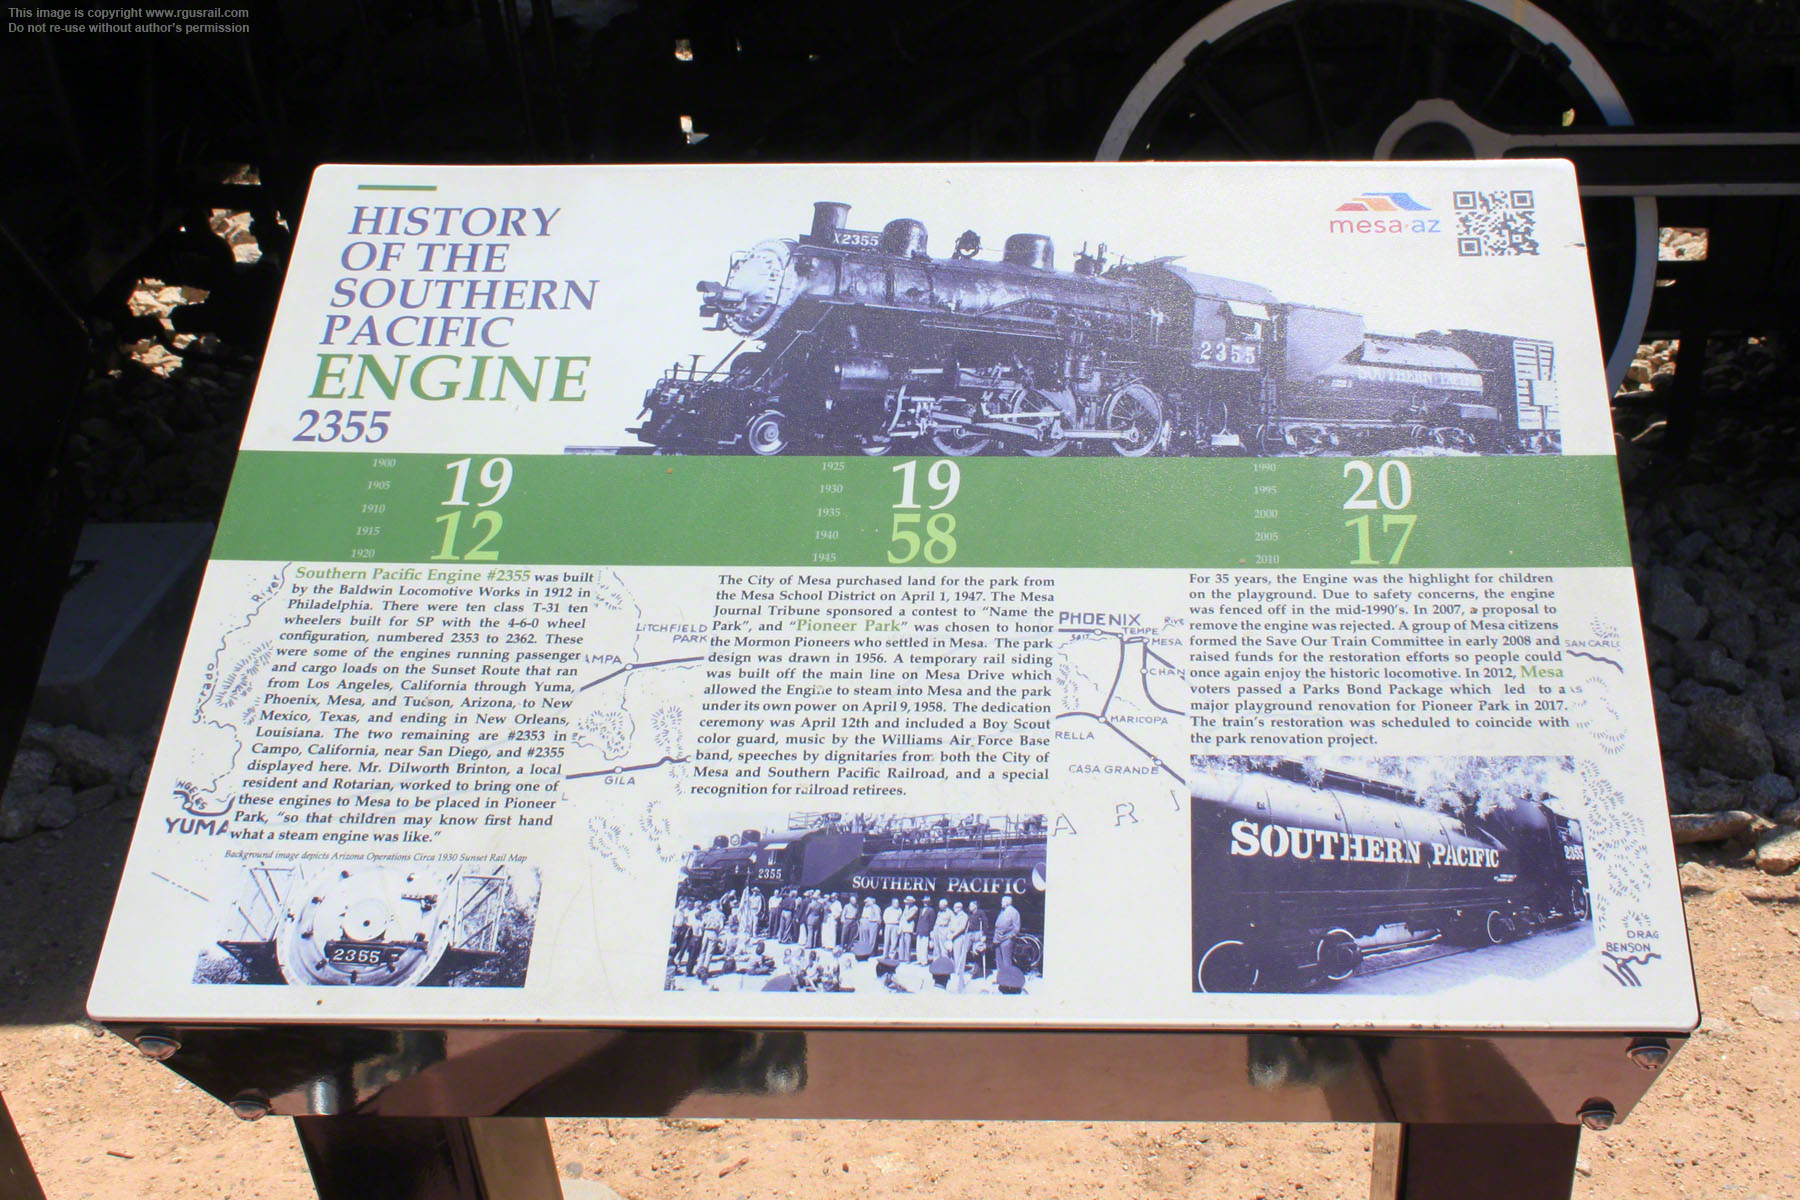 This image is copyright www.rgusrail.com
Do not re-use without author's permission
HISTORY
OF THE
SOUTHERN
PACIFIC
ENGINE
2355
X2355
2355
SOUTHERN
mesa·az
1900
1905
1910
1915
1920
19
12
1925
1930
1935
1940
1945
19
58
1990
1995
2000
2005
2010
20
17
Southern Pacific Engine #2355 was built
by the Baldwin Locomotive Works in 1912 in
Philadelphia. There were ten class T-31 ten
wheelers built for SP with the 4-6-0 wheel
configuration, numbered 2353 to 2362. These
were some of the engines running passenger
and cargo loads on the Sunset Route that ran
from Los Angeles, California through Yuma,
Phoenix, Mesa, and Tucson, Arizona, to New
Mexico, Texas, and ending in New Orleans,
Louisiana. The two remaining are #2353 in
Campo, California, near San Diego, and #2355
displayed here. Mr. Dilworth Brinton, a local
resident and Rotarian, worked to bring one of
these engines to Mesa to be placed in Pioneer
Park, "so that children may know first hand
what a steam engine was like."
Background image depicts Arizona Operations Circa 1930 Sunset Rail Map
2355
The City of Mesa purchased land for the park from
the Mesa School District on April 1, 1947. The Mesa
Journal Tribune sponsored a contest to "Name the
Park", and "Pioneer Park" was chosen to honor
the Mormon Pioneers who settled in Mesa. The park
design was drawn in 1956. A temporary rail siding
was built off the main line on Mesa Drive which
allowed the Engine to steam into Mesa and the park
under its own power on April 9, 1958. The dedication
ceremony was April 12th and included a Boy Scout
color guard, music by the Williams Air Force Base
band, speeches by dignitaries from both the City of
Mesa and Southern Pacific Railroad, and a special
recognition for railroad retirees.
2355
SOUTHERN PACIFIC
For 35 years, the Engine was the highlight for children
on the playground. Due to safety concerns, the engine
was fenced off in the mid-1990's. In 2007, a proposal to
remove the engine was rejected. A group of Mesa citizens
formed the Save Our Train Committee in early 2008 and
raised funds for the restoration efforts so people could
once again enjoy the historic locomotive. In 2012, Mesa
voters passed a Parks Bond Package which led to a
major playground renovation for Pioneer Park in 2017.
The train's restoration was scheduled to coincide with
the park renovation project.
SOUTHERN PACIFIC
2355
River
rado
NGELES
YUMA
LITCHFIELD
PARK
AMPA
GILA
PHOENIX
SALT
Rive
TEMPE
MESA
CHAN
MARICOPA
RELLA
CASA GRANDE
A R I
SAN CARL
AS
DRAG
BENSON